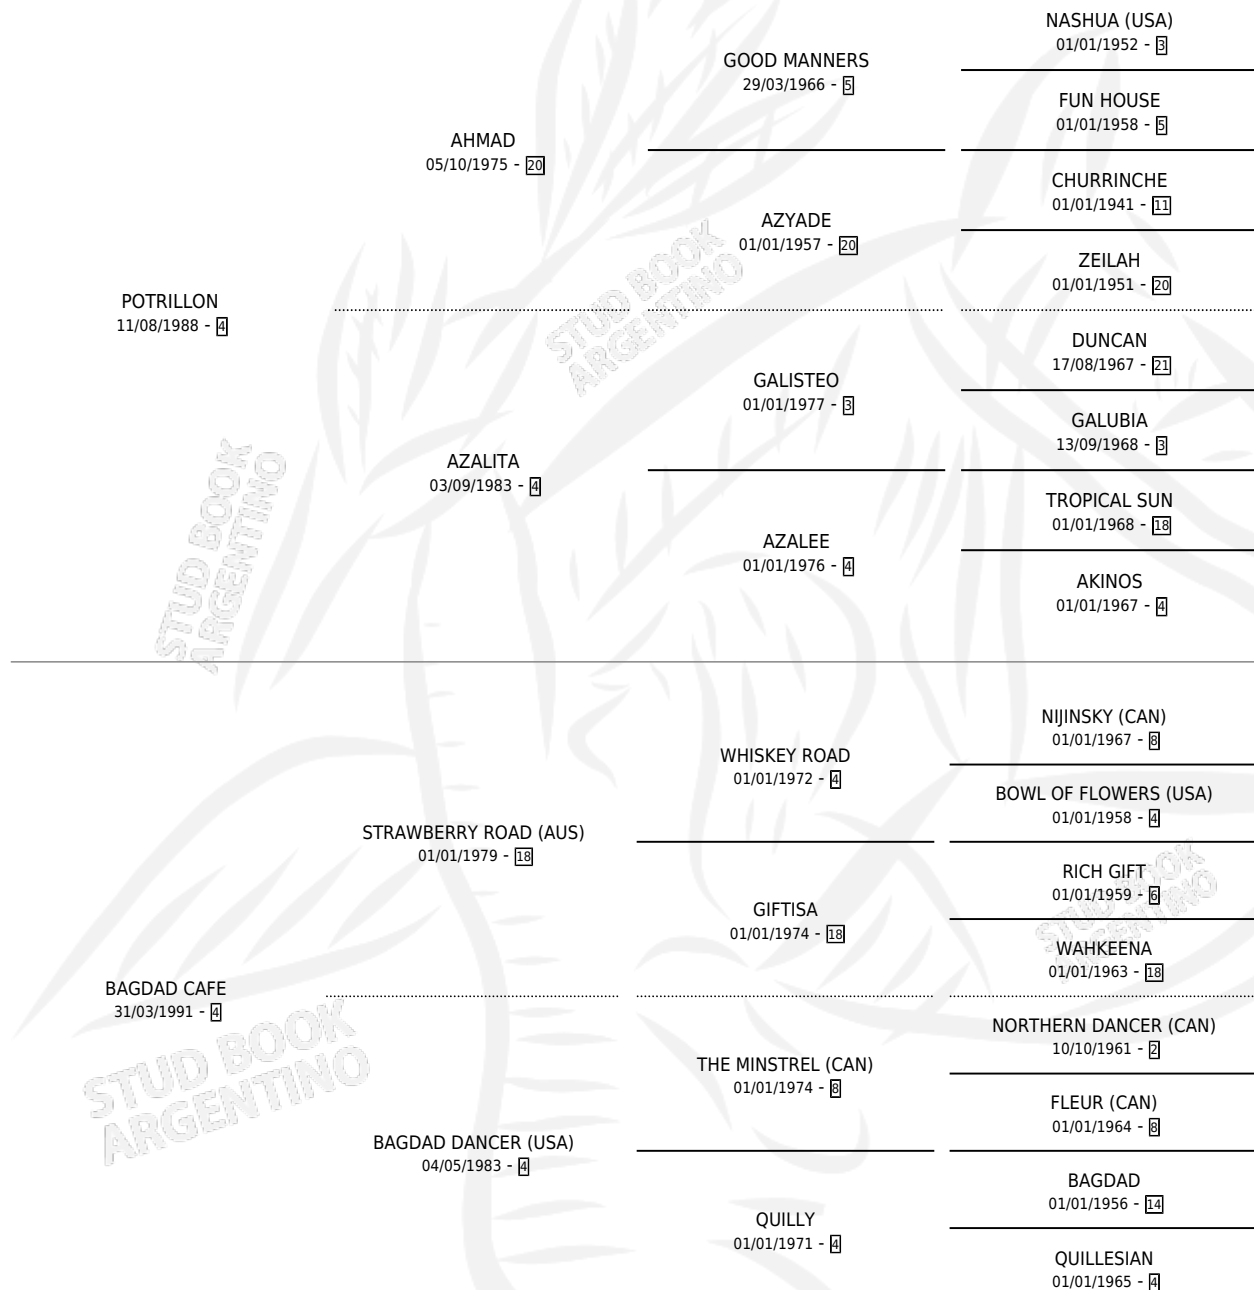 NASHUA (USA)
01/01/1952 - 3
GOOD MANNERS
29/03/1966 - 5
FUN HOUSE
01/01/1958 - 5
AHMAD
05/10/1975 - 20
CHURRINCHE
01/01/1941 - 11
AZYADE
01/01/1957 - 20
ZEILAH
01/01/1951 - 20
POTRILLON
11/08/1988 - 4
STUD BOOK
ARGENTINO
DUNCAN
17/08/1967 - 21
GALISTEO
01/01/1977 - 3
GALUBIA
13/09/1968 - 3
AZALITA
03/09/1983 - 4
TROPICAL SUN
01/01/1968 - 18
AZALEE
01/01/1976 - 4
AKINOS
01/01/1967 - 4
STUD BOOK
ARGENTINO
NIJINSKY (CAN)
01/01/1967 - 8
WHISKEY ROAD
01/01/1972 - 4
BOWL OF FLOWERS (USA)
01/01/1958 - 4
STRAWBERRY ROAD (AUS)
01/01/1979 - 18
RICH GIFT
01/01/1959 - 6
GIFTISA
01/01/1974 - 18
STUD BOOK
ARGENTINO
WAHKEENA
01/01/1963 - 18
BAGDAD CAFE
31/03/1991 - 4
NORTHERN DANCER (CAN)
10/10/1961 - 2
THE MINSTREL (CAN)
01/01/1974 - 8
FLEUR (CAN)
01/01/1964 - 8
STUD BOOK
ARGENTINO
BAGDAD DANCER (USA)
04/05/1983 - 4
BAGDAD
01/01/1956 - 14
QUILLY
01/01/1971 - 4
QUILLESIAN
01/01/1965 - 4